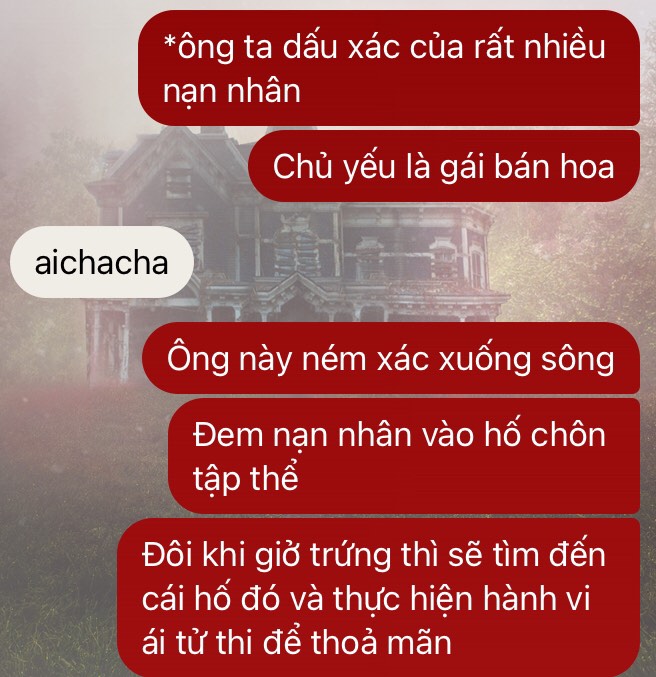 *ông ta dấu xác của rất nhiều
nạn nhân
Chủ yếu là gái bán hoa
aichacha
Ông này ném xác xuống sông
Đem nạn nhân vào hố chôn
tập thể
Đôi khi giở trứng thì sẽ tìm đến
cái hố đó và thực hiện hành vi
ái tử thi để thoả mãn